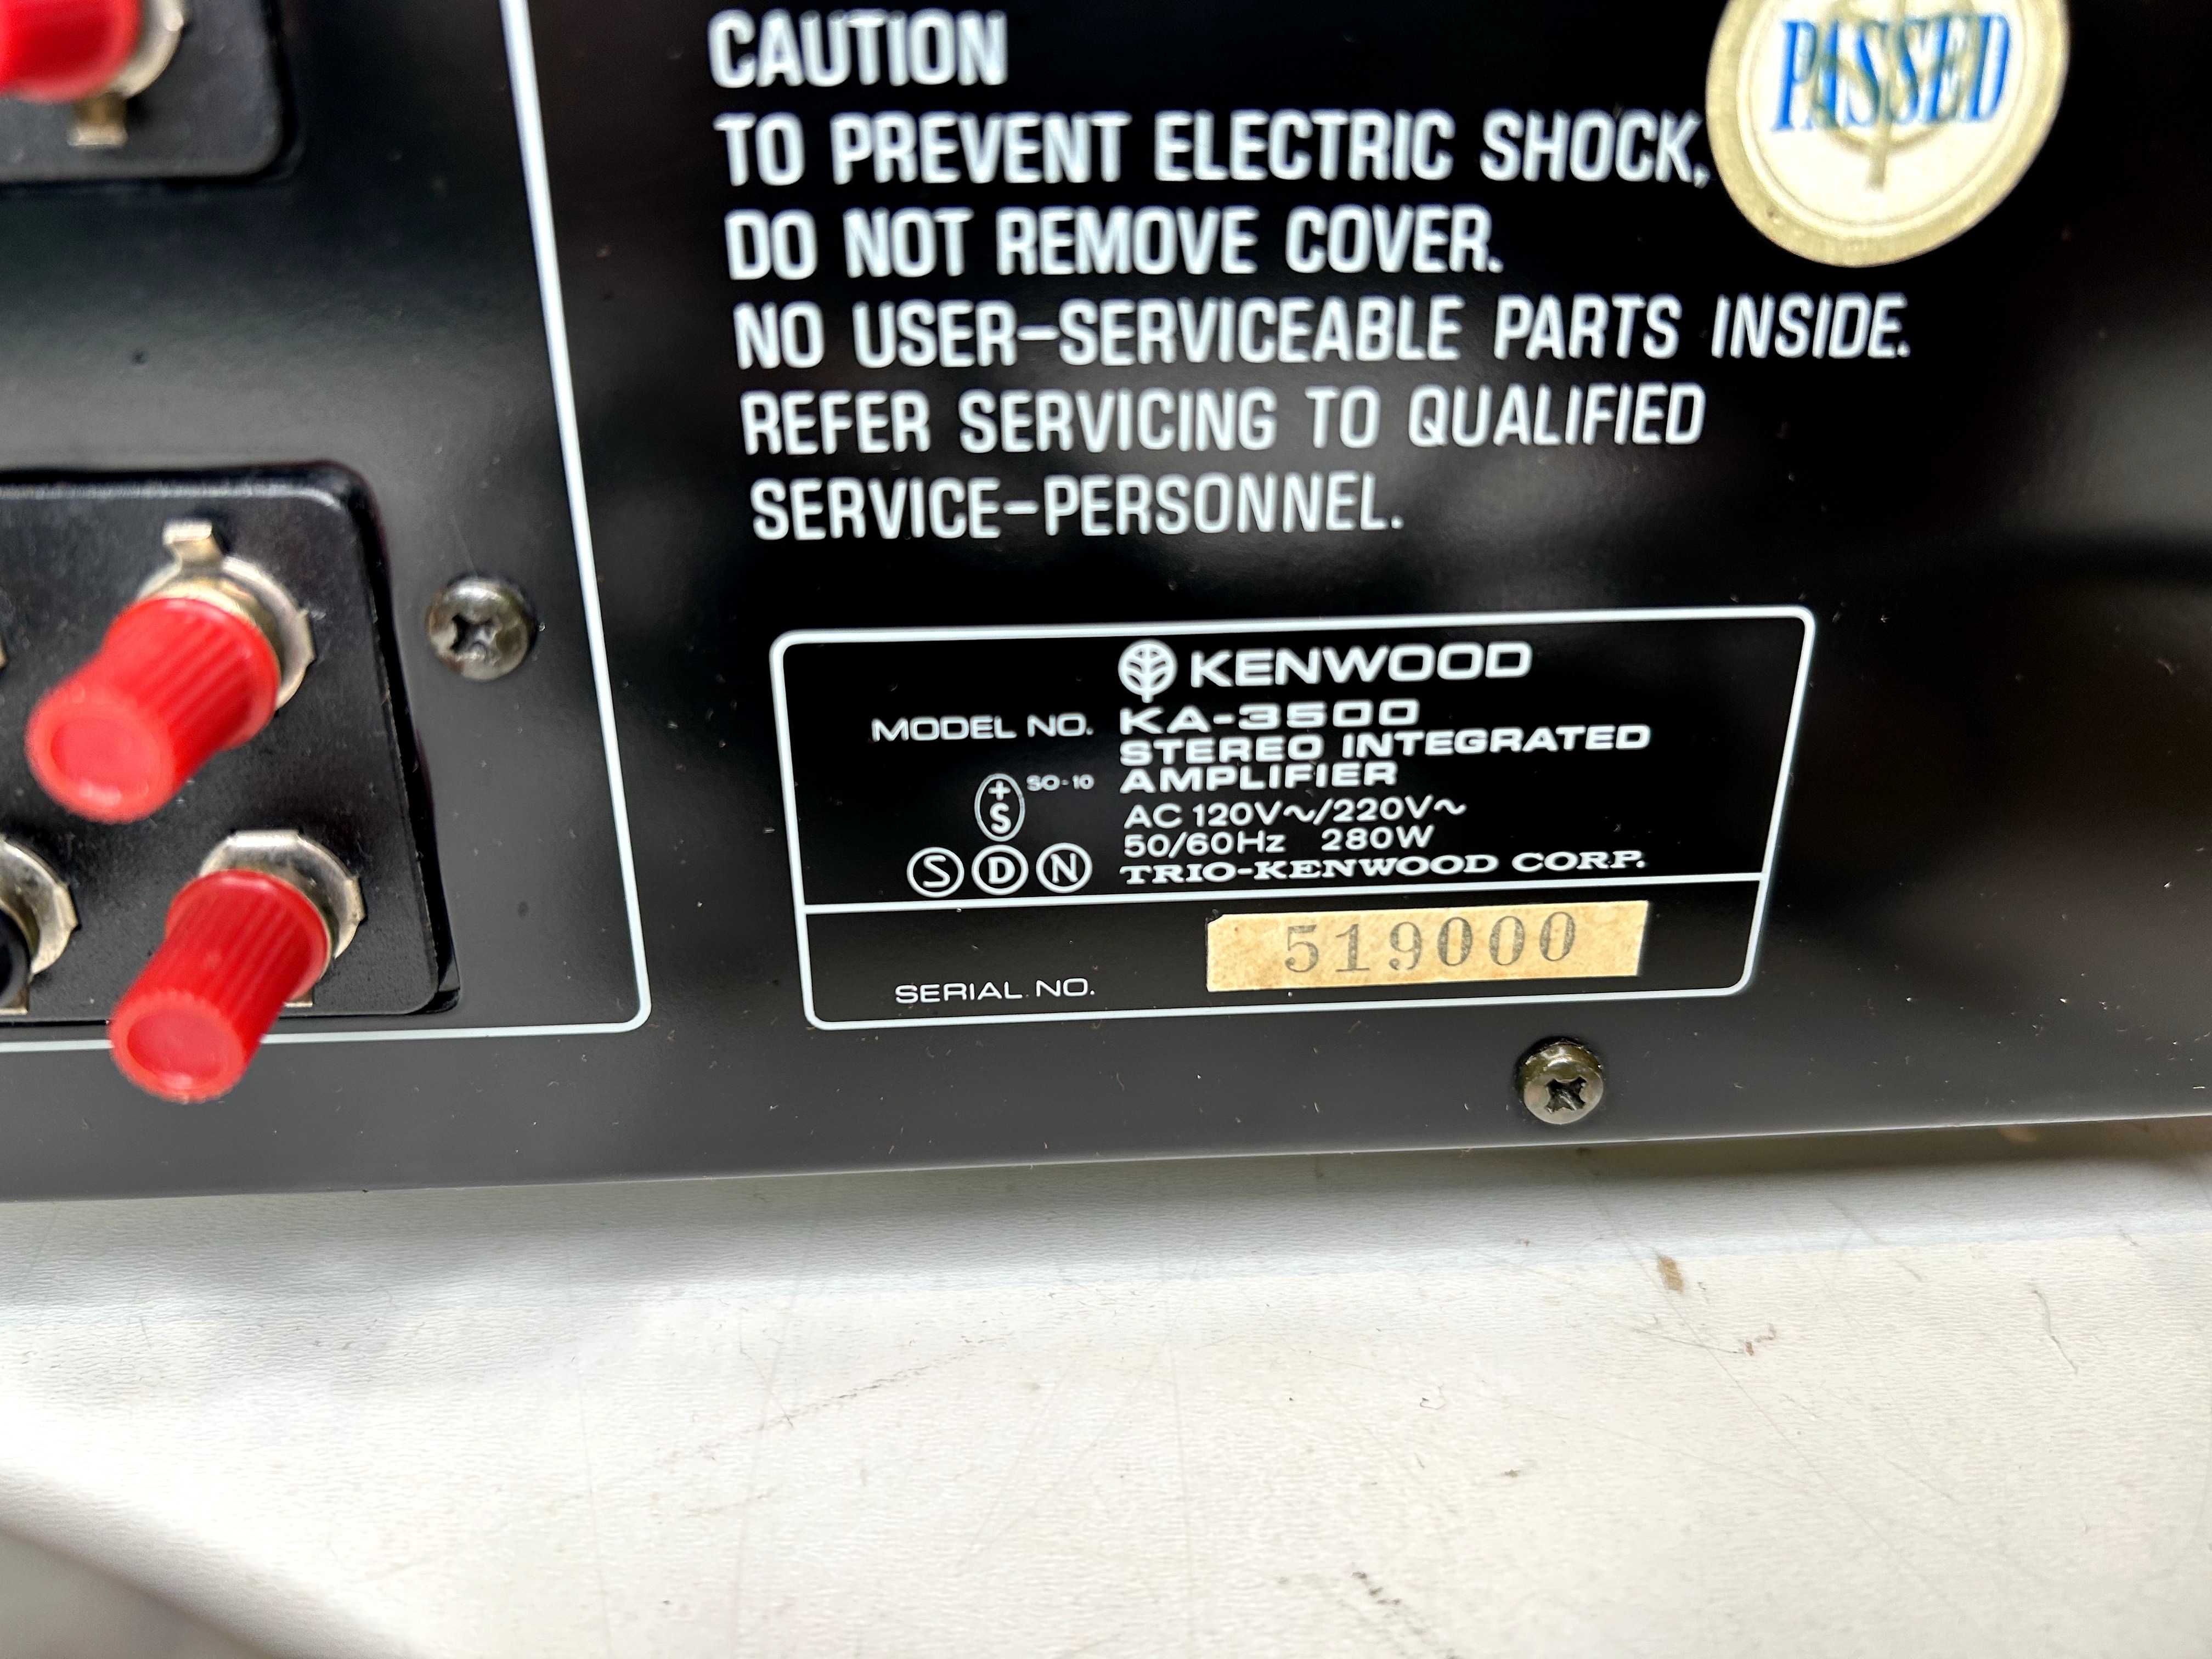 CAUTION
PASSED
TO PREVENT ELECTRIC SHOCK,
DO NOT REMOVE COVER.
NO USER-SERVICEABLE PARTS INSIDE.
REFER SERVICING TO QUALIFIED
SERVICE-PERSONNEL.
KENWOOD
MODEL NO. KA-3500
STEREO INTEGRATED
SO-10 AMPLIFIER
+S AC 120V~/220V~
50/60Hz 280W
S D N TRIO-KENWOOD CORP.
SERIAL NO. 519000